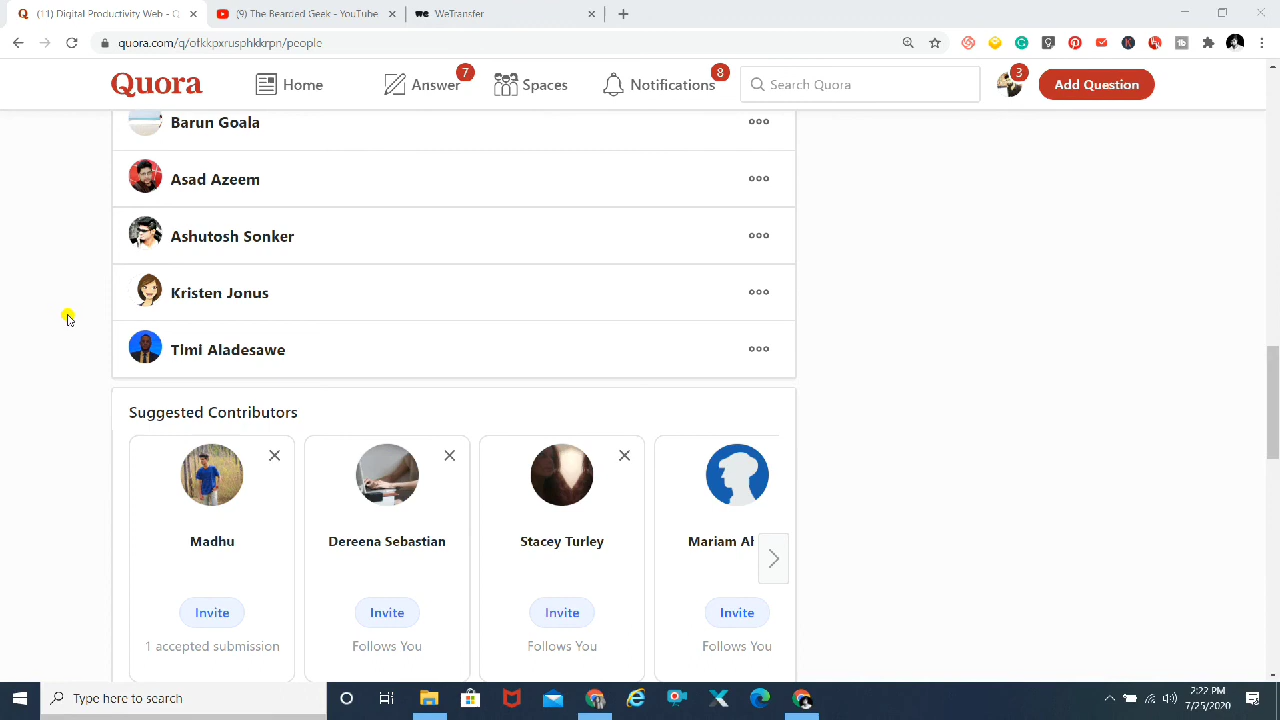 (11) Digital Productivity Web - Q
(9) The Bearded Geek - YouTube
WeTransfer
quora.com/q/ofkkpxrusphkkrpn/people
Quora
Home
Answer
7
Spaces
Notifications
8
Search Quora
3
Add Question
Barun Goala
Asad Azeem
Ashutosh Sonker
Kristen Jonus
Timi Aladesawe
Suggested Contributors
Madhu
Dereena Sebastian
Stacey Turley
Mariam Ab
Invite
Invite
Invite
Invite
1 accepted submission
Follows You
Follows You
Follows You
Type here to search
2:22 PM
7/25/2020